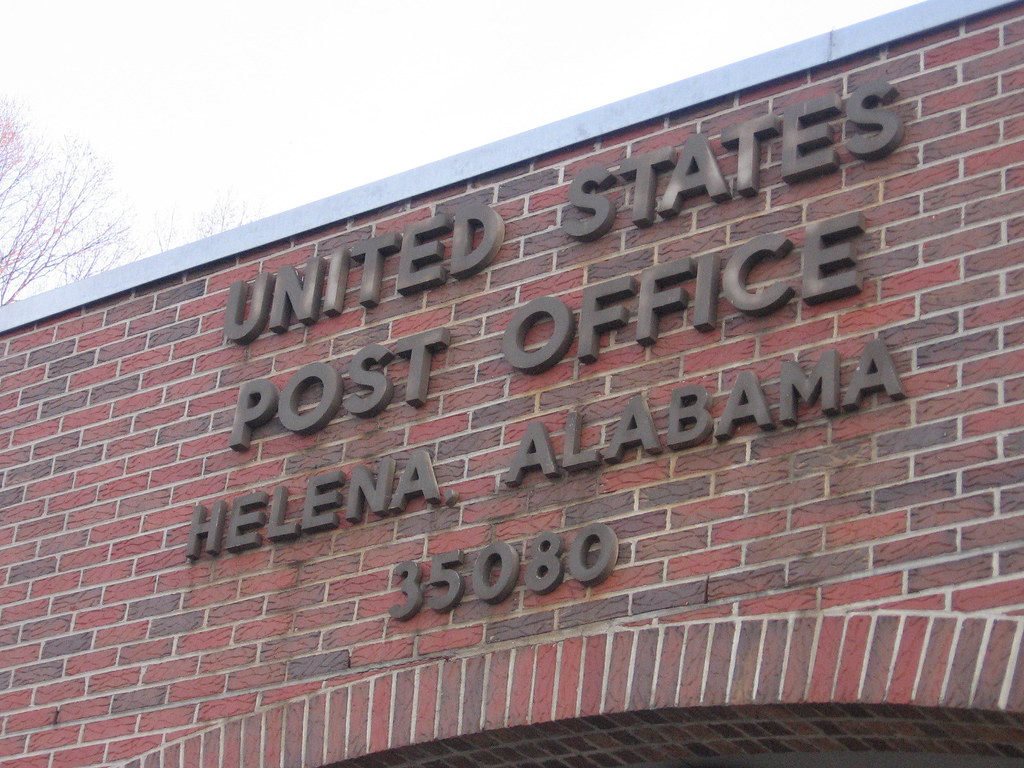 UNITED STATES
POST OFFICE
HELENA, ALABAMA
35080